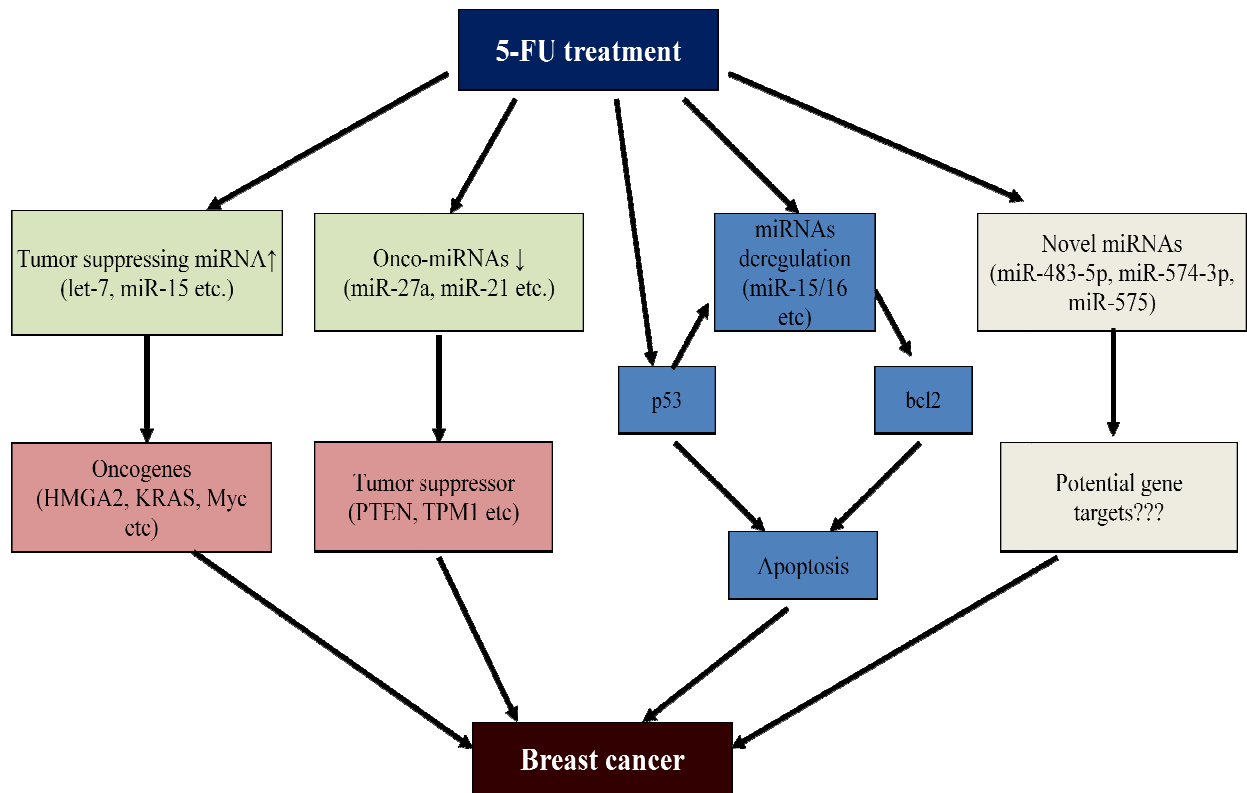 5-FU treatment
Tumor suppressing miRNA↑
(let-7, miR-15 etc.)
Onco-miRNAs ↓
(miR-27a, miR-21 etc.)
miRNAs
deregulation
(miR-15/16
etc)
Novel miRNAs
(miR-483-5p, miR-574-3p,
miR-575)
p53
bcl2
Oncogenes
(HMGA2, KRAS, Myc
etc)
Tumor suppressor
(PTEN, TPM1 etc)
Potential gene
targets???
Apoptosis
Breast cancer